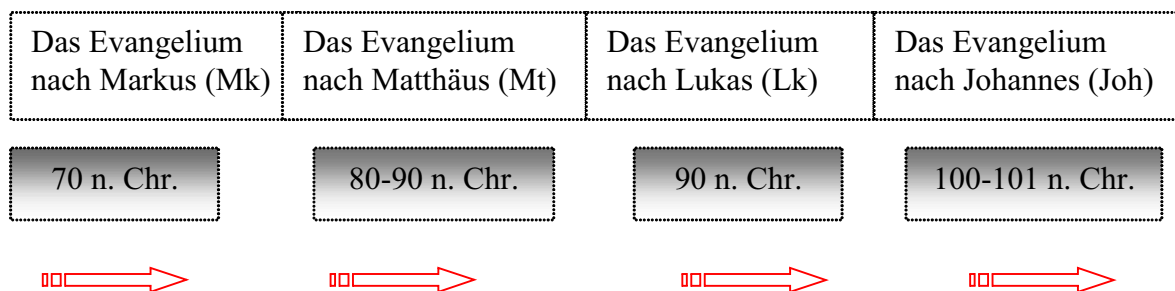 Das Evangelium
nach Markus (Mk)
Das Evangelium
nach Matthäus (Mt)
Das Evangelium
nach Lukas (Lk)
Das Evangelium
nach Johannes (Joh)
70 n. Chr.
80-90 n. Chr.
90 n. Chr.
100-101 n. Chr.